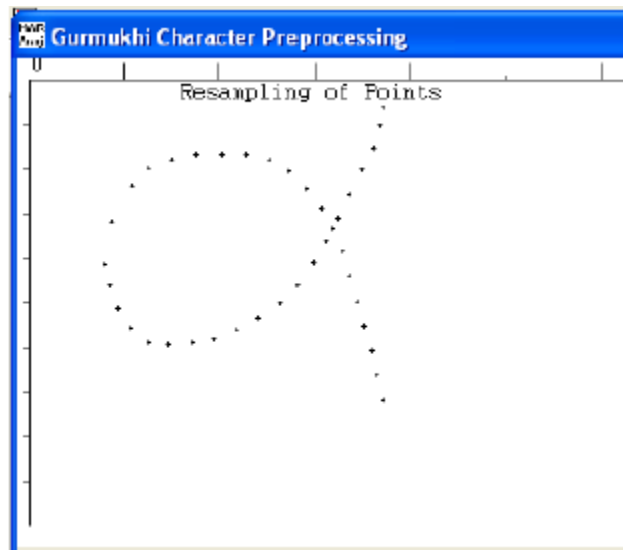 Gurmukhi Character Preprocessing
0
Resampling of Points